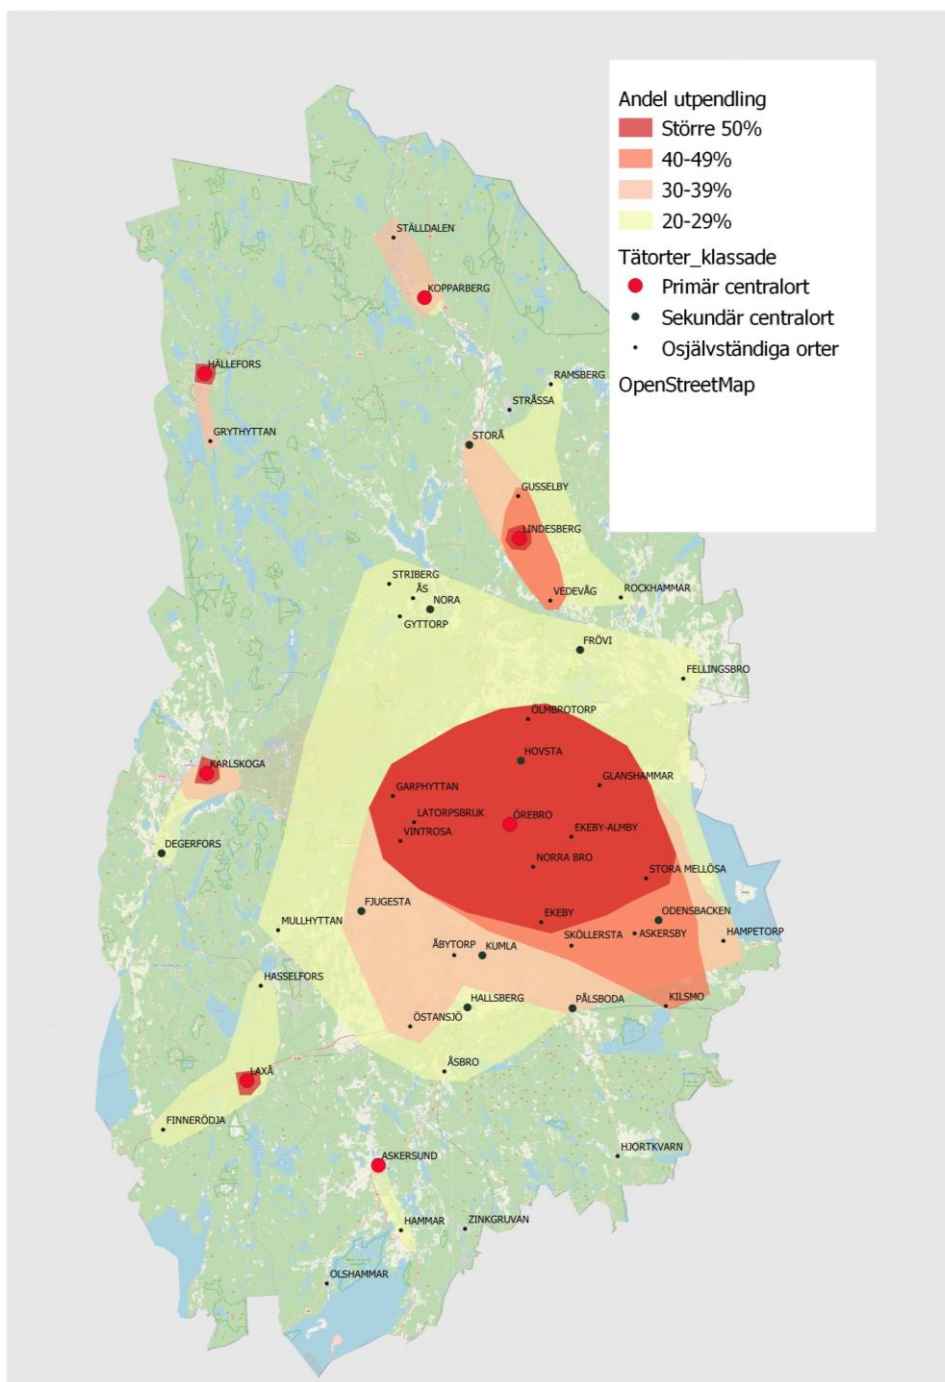 Andel utpendling
Större 50%
40-49%
30-39%
20-29%
Tätorter_klassade
Primär centralort
Sekundär centralort
Osjälvständiga orter
OpenStreetMap
STÄLLDALEN
KOPPARBERG
HÄLLEFORS
RAMSBERG
STRÅSSA
GRYTHYTTAN
STORÅ
GUSSELBY
LINDESBERG
STRIBERG
ÅS
NORA
GYTTORP
VEDEVÅG
ROCKHAMMAR
FRÖVI
FELLINGSBRO
ÖLMBROTORP
HOVSTA
KARLSKOGA
GARPHYTTAN
GLANSHAMMAR
LATORPSBRUK
ÖREBRO
VINTROSA
EKEBY-ALMBY
DEGERFORS
NORRA BRO
STORA MELLÖSA
FJUGESTA
MULLHYTTAN
EKEBY
ODENSBACKEN
SKÖLLERSTA
ASKERSBY
HAMPETORP
ÅBYTORP
KUMLA
HASSELFORS
HALLSBERG
PÅLSBODA
KILSMO
ÖSTANSJÖ
ÅSBRO
LAXÅ
FINNERÖDJA
ASKERSUND
HJORTKVARN
HAMMAR
ZINKGRUVAN
OLSHAMMAR